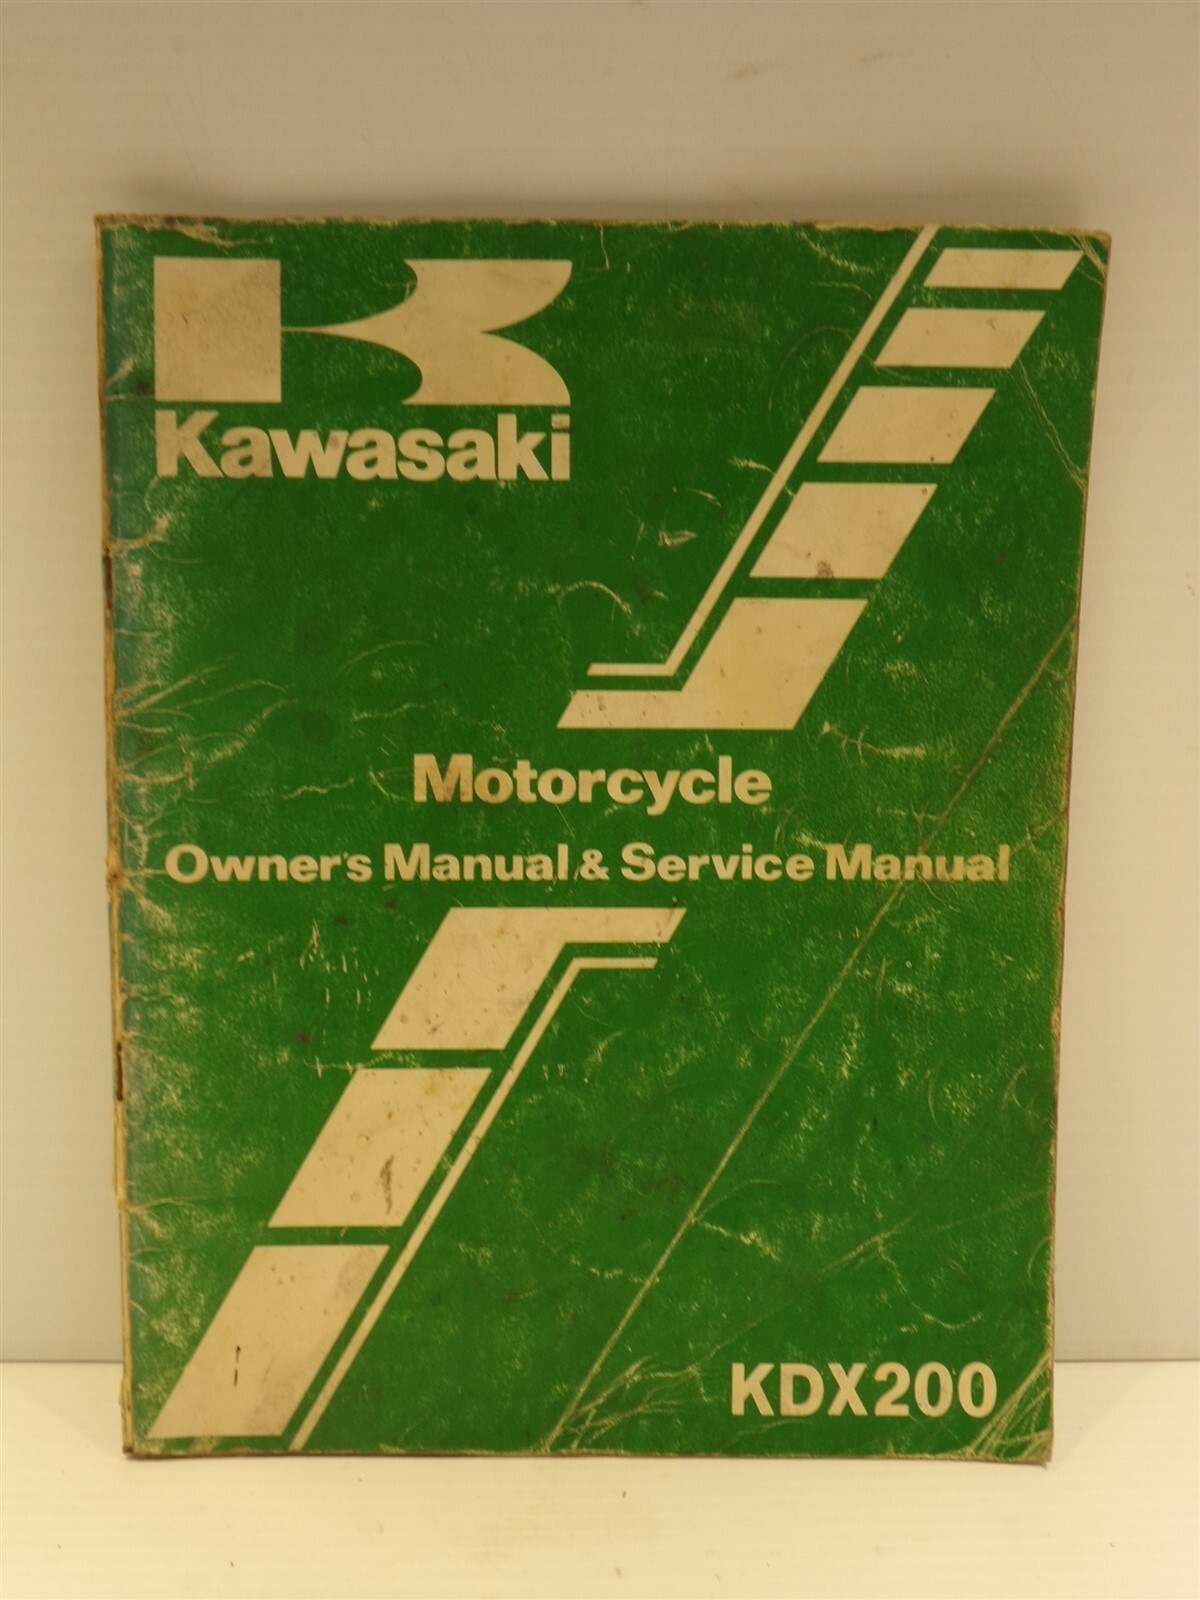 K
Kawasaki
Motorcycle
Owner's Manual & Service Manual
KDX200